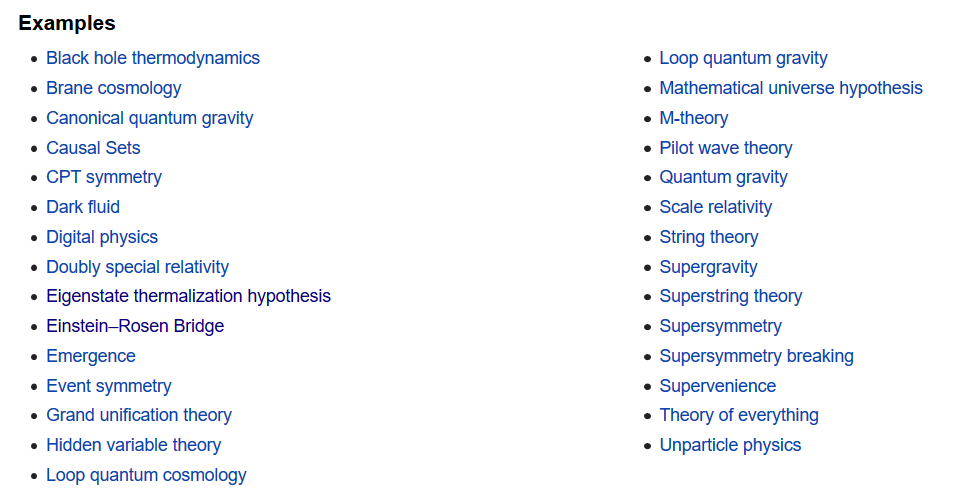 Examples
Black hole thermodynamics
Brane cosmology
Canonical quantum gravity
Causal Sets
CPT symmetry
Dark fluid
Digital physics
Doubly special relativity
Eigenstate thermalization hypothesis
Einstein–Rosen Bridge
Emergence
Event symmetry
Grand unification theory
Hidden variable theory
Loop quantum cosmology
Loop quantum gravity
Mathematical universe hypothesis
M-theory
Pilot wave theory
Quantum gravity
Scale relativity
String theory
Supergravity
Superstring theory
Supersymmetry
Supersymmetry breaking
Supervenience
Theory of everything
Unparticle physics